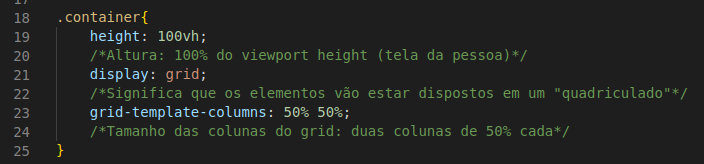 18 .container{
19 height: 100vh;
20 /*Altura: 100% do viewport height (tela da pessoa)*/
21 display: grid;
22 /*Significa que os elementos vão estar dispostos em um "quadriculado"*/
23 grid-template-columns: 50% 50%;
24 /*Tamanho das colunas do grid: duas colunas de 50% cada*/
25 }